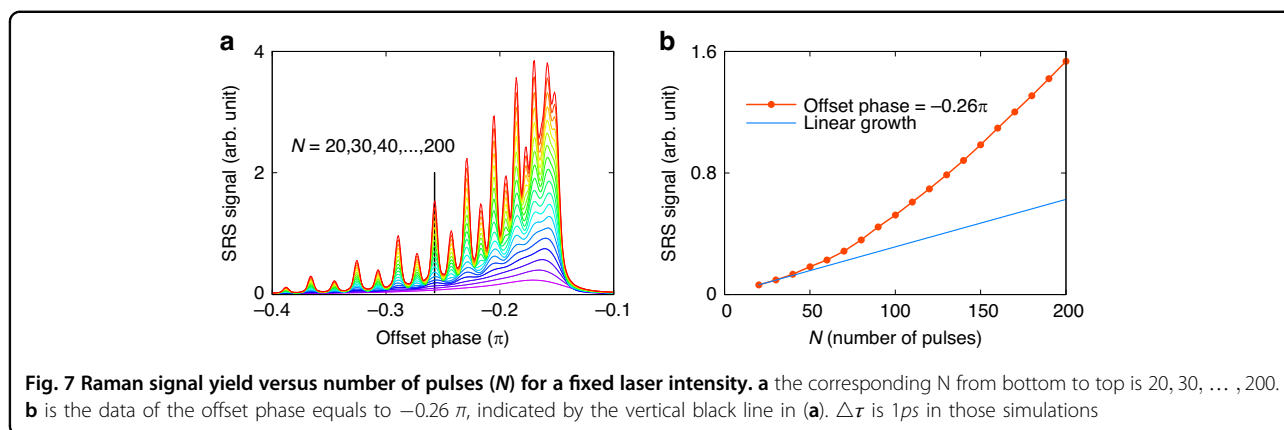 a
4
2
0
SRS signal (arb. unit)
N = 20,30,40,...,200
−0.4
−0.3
−0.2
−0.1
Offset phase (π)
b
1.6
0.8
0
SRS signal (arb. unit)
Offset phase = −0.26π
Linear growth
0
50
100
150
200
N (number of pulses)
Fig. 7 Raman signal yield versus number of pulses (N) for a fixed laser intensity. a the corresponding N from bottom to top is 20, 30, … , 200.
b is the data of the offset phase equals to −0.26 π, indicated by the vertical black line in (a). △τ is 1ps in those simulations